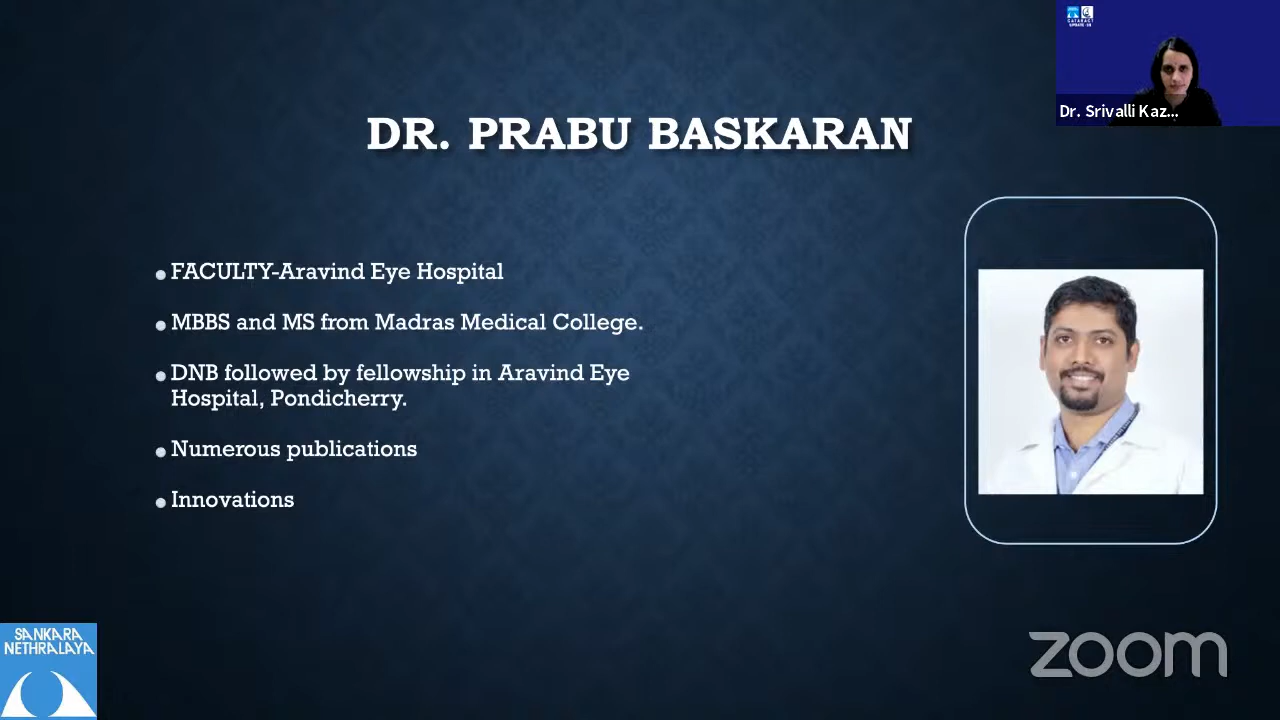 CATARACT
Dr. Srivalli Kaz...
DR. PRABU BASKARAN
FACULTY-Aravind Eye Hospital
MBBS and MS from Madras Medical College.
DNB followed by fellowship in Aravind Eye
Hospital, Pondicherry.
Numerous publications
Innovations
SANKARA
NETHRALAYA
zoom